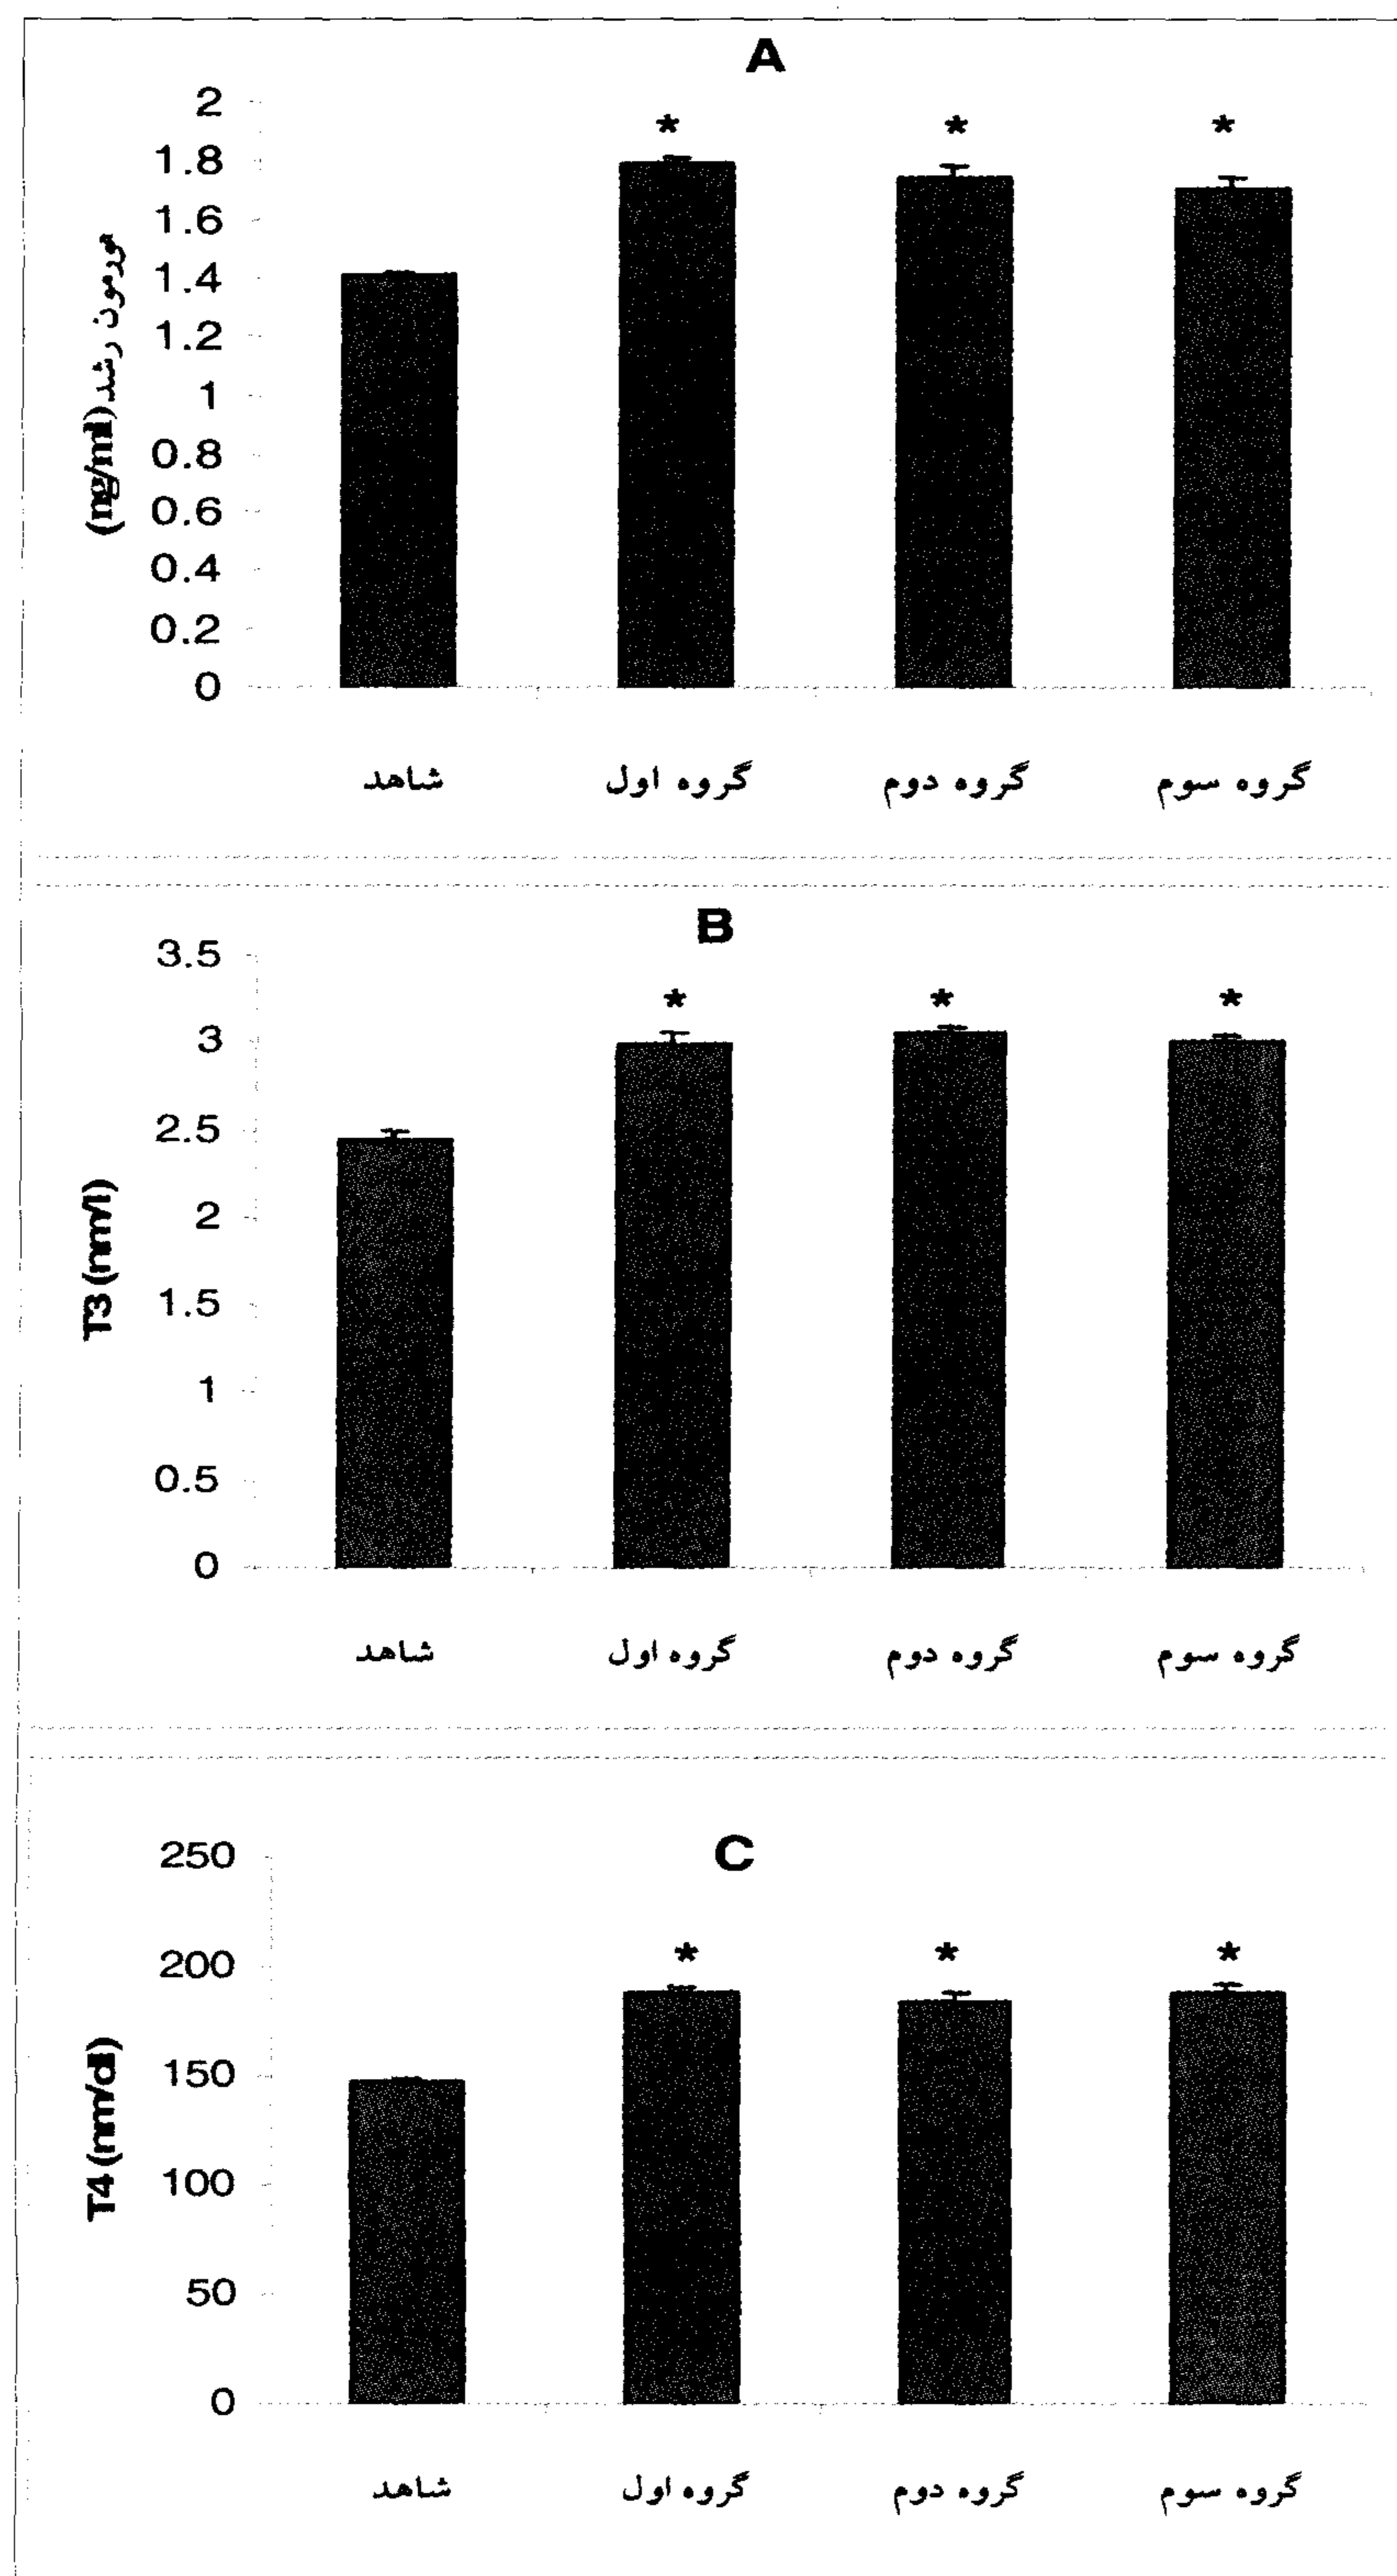 A
هورمون رشد (ng/ml)
2
1.8
1.6
1.4
1.2
1
0.8
0.6
0.4
0.2
0
* * *
شاهد گروه اول گروه دوم گروه سوم
B
T3 (nm/l)
3.5
3
2.5
2
1.5
1
0.5
0
* * *
شاهد گروه اول گروه دوم گروه سوم
C
T4 (nm/dl)
250
200
150
100
50
0
* * *
شاهد گروه اول گروه دوم گروه سوم